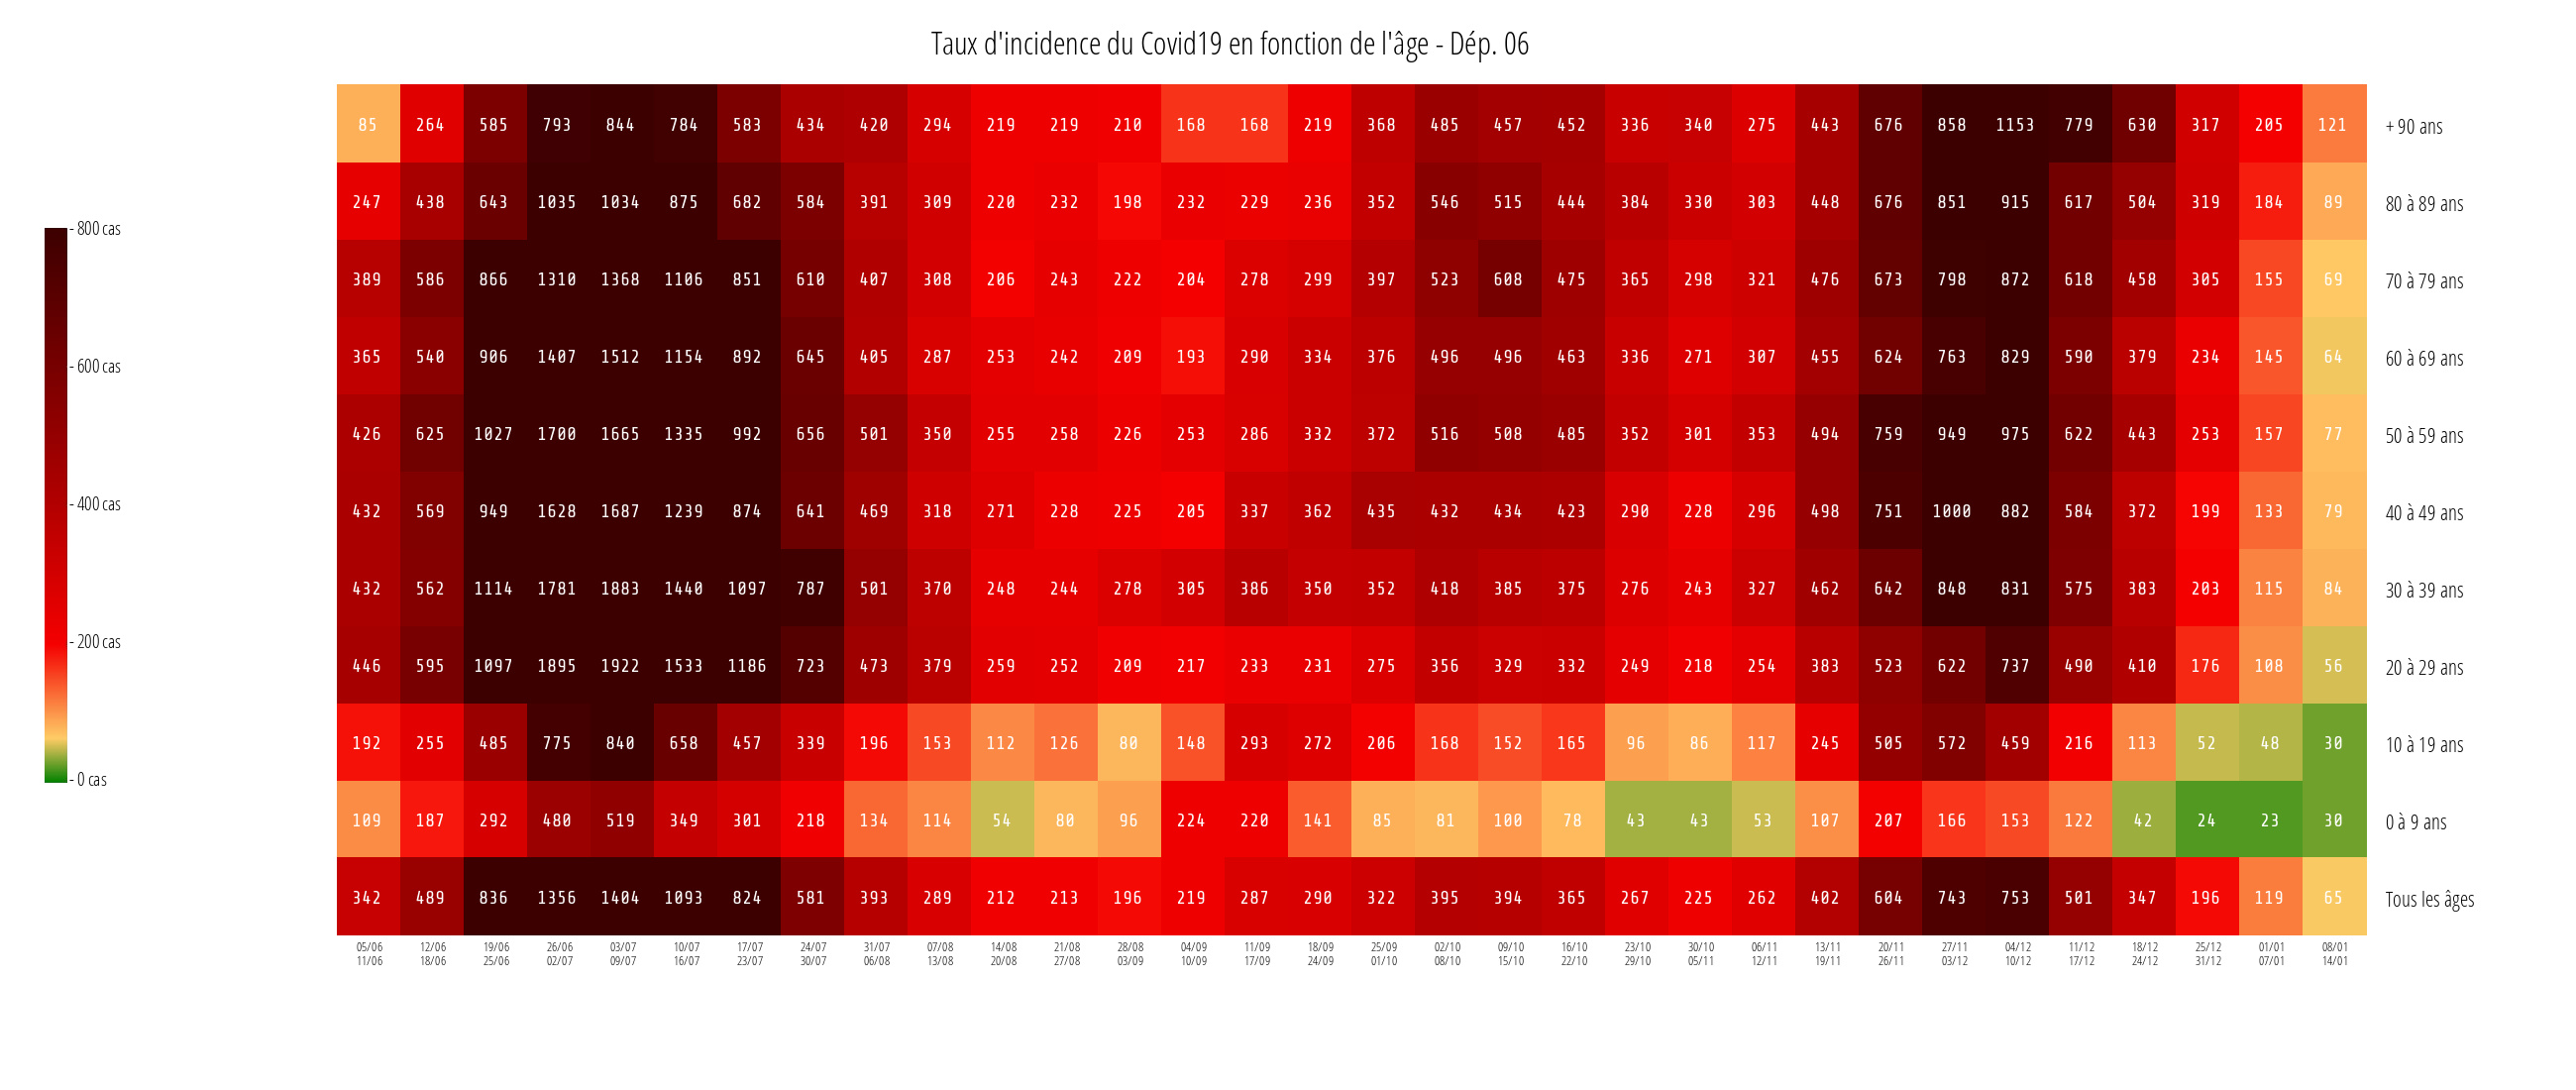 Taux d'incidence du Covid19 en fonction de l'âge - Dép. 06
85 264 585 793 844 784 583 434 420 294 219 219 210 168 168 219 368 485 457 452 336 340 275 443 676 858 1153 779 630 317 205 121 + 90 ans
247 438 643 1035 1034 875 682 584 391 309 220 232 198 232 229 236 352 546 515 444 384 330 303 448 676 851 915 617 504 319 184 89 80 à 89 ans
- 800 cas
389 586 866 1310 1368 1106 851 610 407 308 206 243 222 204 278 299 397 523 608 475 365 298 321 476 673 798 872 618 458 305 155 69 70 à 79 ans
365 540 906 1407 1512 1154 892 645 405 287 253 242 209 193 290 334 376 496 496 463 336 271 307 455 624 763 829 590 379 234 145 64 60 à 69 ans
- 600 cas
426 625 1027 1700 1665 1335 992 656 501 350 255 258 226 253 286 332 372 516 508 485 352 301 353 494 759 949 975 622 443 253 157 77 50 à 59 ans
- 400 cas
432 569 949 1628 1687 1239 874 641 469 318 271 228 225 205 337 362 435 432 434 423 290 228 296 498 751 1000 882 584 372 199 133 79 40 à 49 ans
432 562 1114 1781 1883 1440 1097 787 501 370 248 244 278 305 386 350 352 418 385 375 276 243 327 462 642 848 831 575 383 203 115 84 30 à 39 ans
- 200 cas
446 595 1097 1895 1922 1533 1186 723 473 379 259 252 209 217 233 231 275 356 329 332 249 218 254 383 523 622 737 490 410 176 108 56 20 à 29 ans
192 255 485 775 840 658 457 339 196 153 112 126 80 148 293 272 206 168 152 165 96 86 117 245 505 572 459 216 113 52 48 30 10 à 19 ans
- 0 cas
109 187 292 480 519 349 301 218 134 114 54 80 96 224 220 141 85 81 100 78 43 43 53 107 207 166 153 122 42 24 23 30 0 à 9 ans
342 489 836 1356 1404 1093 824 581 393 289 212 213 196 219 287 290 322 395 394 365 267 225 262 402 604 743 753 501 347 196 119 65 Tous les âges
05/06 12/06 19/06 26/06 03/07 10/07 17/07 24/07 31/07 07/08 14/08 21/08 28/08 04/09 11/09 18/09 25/09 02/10 09/10 16/10 23/10 30/10 06/11 13/11 20/11 27/11 04/12 11/12 18/12 25/12 01/01 08/01
11/06 18/06 25/06 02/07 09/07 16/07 23/07 30/07 06/08 13/08 20/08 27/08 03/09 10/09 17/09 24/09 01/10 08/10 15/10 22/10 29/10 05/11 12/11 19/11 26/11 03/12 10/12 17/12 24/12 31/12 07/01 14/01